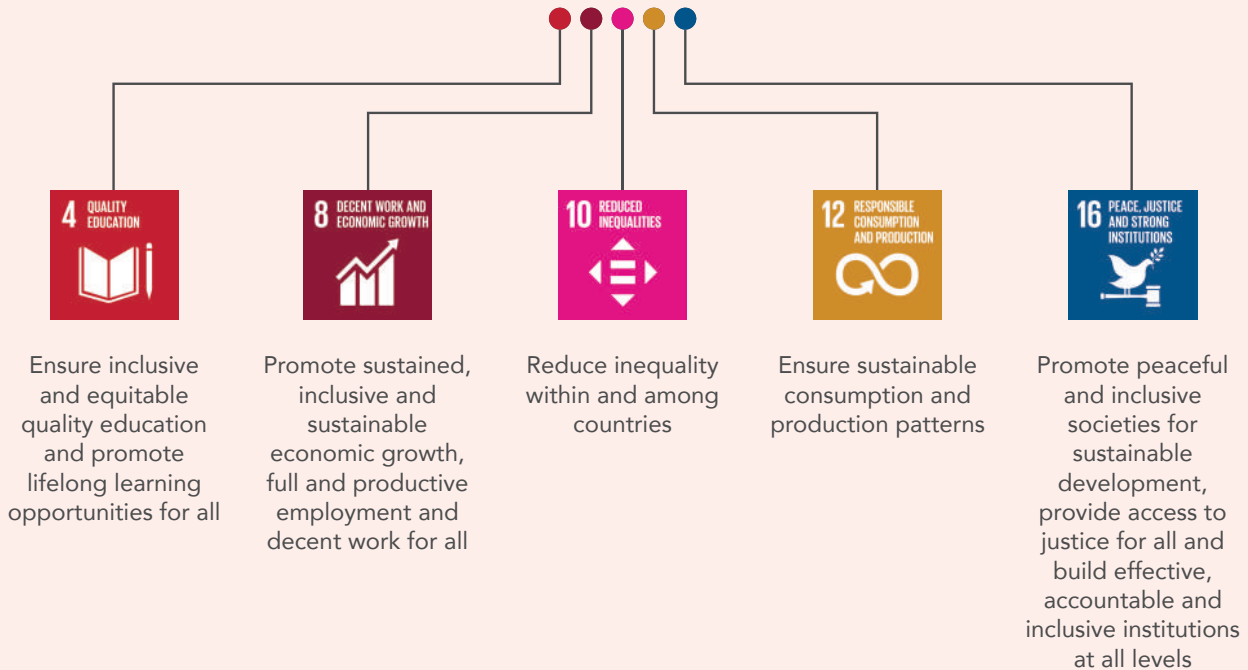 4 QUALITY
EDUCATION
Ensure inclusive
and equitable
quality education
and promote
lifelong learning
opportunities for all
8 DECENT WORK AND
ECONOMIC GROWTH
Promote sustained,
inclusive and
sustainable
economic growth,
full and productive
employment and
decent work for all
10 REDUCED
INEQUALITIES
Reduce inequality
within and among
countries
12 RESPONSIBLE
CONSUMPTION
AND PRODUCTION
Ensure sustainable
consumption and
production patterns
16 PEACE, JUSTICE
AND STRONG
INSTITUTIONS
Promote peaceful
and inclusive
societies for
sustainable
development,
provide access to
justice for all and
build effective,
accountable and
inclusive institutions
at all levels